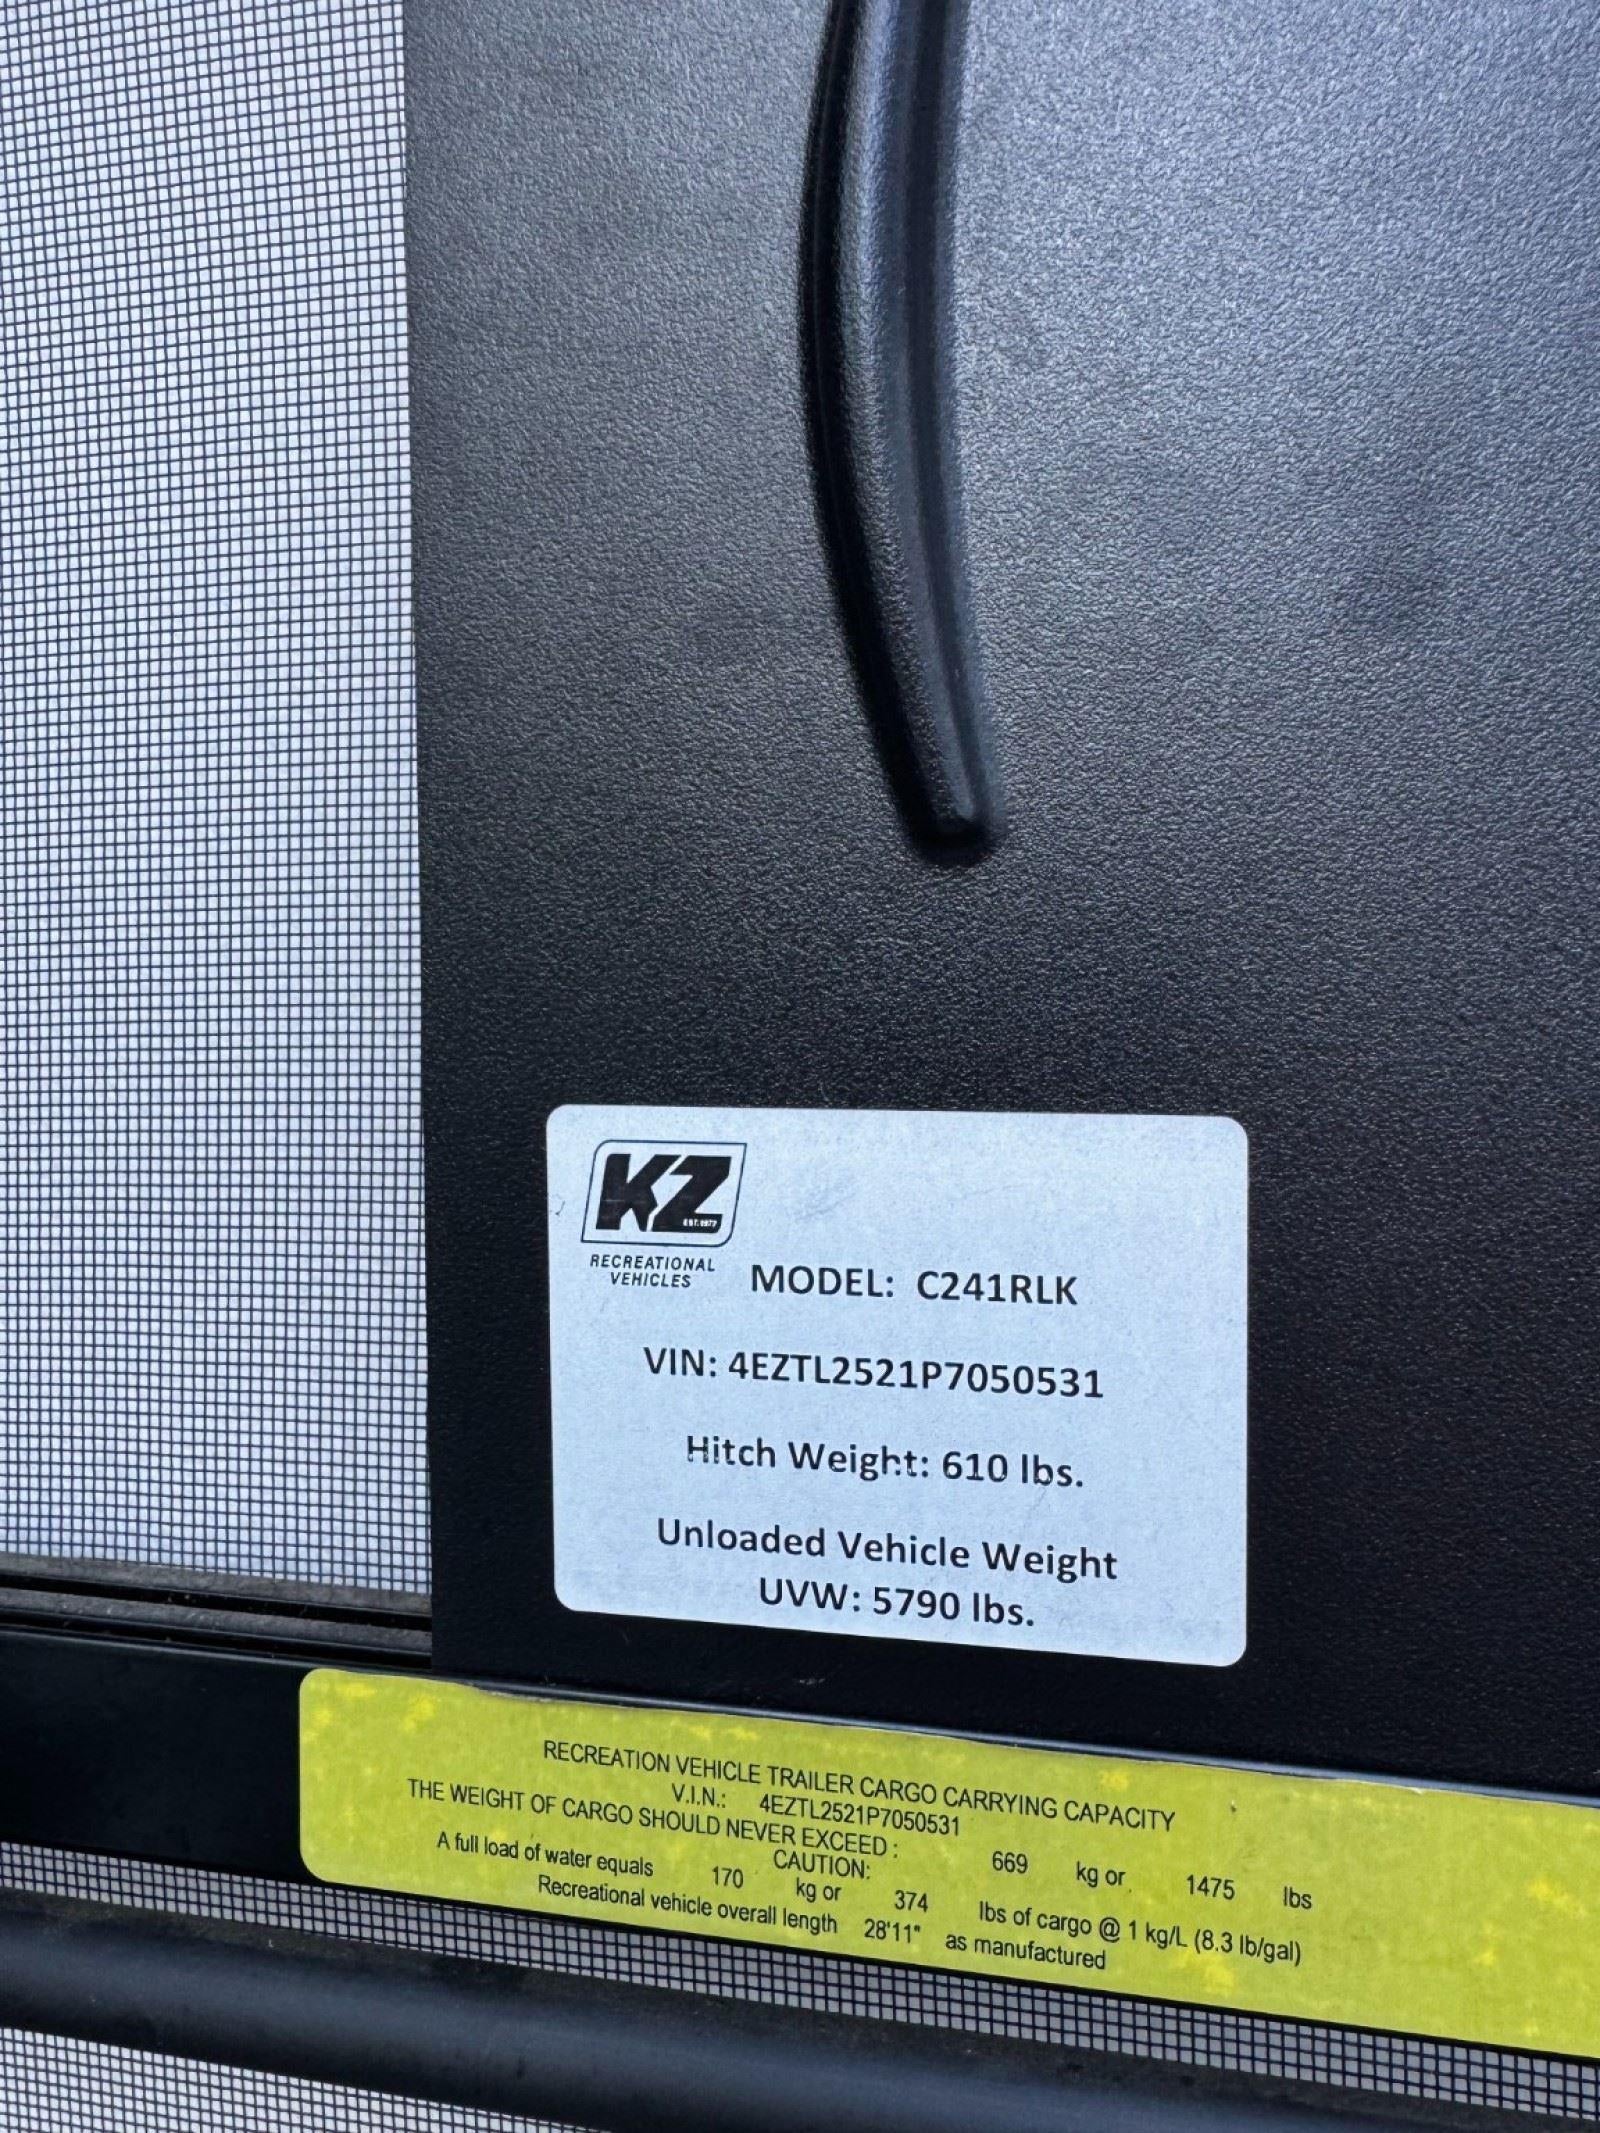 KZ
EST. 1972
RECREATIONAL
VEHICLES
MODEL: C241RLK
VIN: 4EZTL2521P7050531
Hitch Weight: 610 lbs.
Unloaded Vehicle Weight
UVW: 5790 lbs.
RECREATION VEHICLE TRAILER CARGO CARRYING CAPACITY
V.I.N.: 4EZTL2521P7050531
THE WEIGHT OF CARGO SHOULD NEVER EXCEED : 669 kg or 1475 lbs
CAUTION:
A full load of water equals 170 kg or 374 lbs of cargo @ 1 kg/L (8.3 lb/gal)
Recreational vehicle overall length 28'11" as manufactured